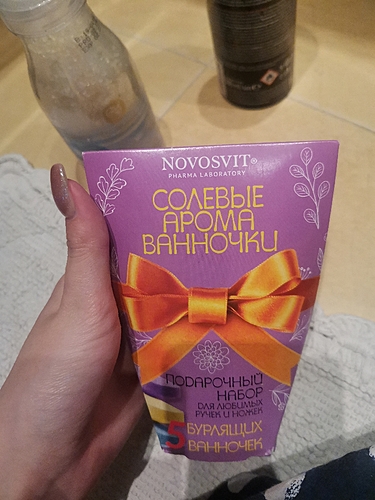 NOVOSVIT®
PHARMA LABORATORY
СОЛЕВЫЕ
АРОМА
ВАННОЧКИ
ПОДАРОЧНЫЙ
НАБОР
ДЛЯ ЛЮБИМЫХ
РУЧЕК И НОЖЕК
5 БУРЛЯЩИХ
ВАННОЧЕК